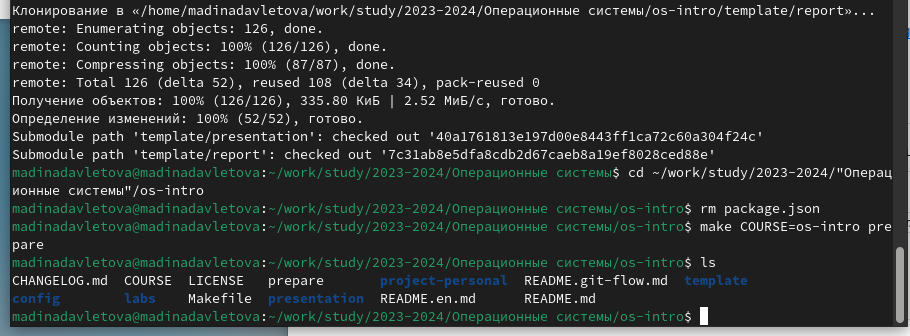 Клонирование в «/home/madinadavletova/work/study/2023-2024/Операционные системы/os-intro/template/report»...
remote: Enumerating objects: 126, done.
remote: Counting objects: 100% (126/126), done.
remote: Compressing objects: 100% (87/87), done.
remote: Total 126 (delta 52), reused 108 (delta 34), pack-reused 0
Получение объектов: 100% (126/126), 335.80 КиБ | 2.52 МиБ/с, готово.
Определение изменений: 100% (52/52), готово.
Submodule path 'template/presentation': checked out '40a1761813e197d00e8443ff1ca72c60a304f24c'
Submodule path 'template/report': checked out '7c31ab8e5dfa8cdb2d67caeb8a19ef8028ced88e'
madinadavletova@madinadavletova:~/work/study/2023-2024/Операционные системы$ cd ~/work/study/2023-2024/"Операц
ионные системы"/os-intro
madinadavletova@madinadavletova:~/work/study/2023-2024/Операционные системы/os-intro$ rm package.json
madinadavletova@madinadavletova:~/work/study/2023-2024/Операционные системы/os-intro$ make COURSE=os-intro pre
pare
madinadavletova@madinadavletova:~/work/study/2023-2024/Операционные системы/os-intro$ ls
CHANGELOG.md COURSE LICENSE prepare project-personal README.git-flow.md template
config labs Makefile presentation README.en.md README.md
madinadavletova@madinadavletova:~/work/study/2023-2024/Операционные системы/os-intro$